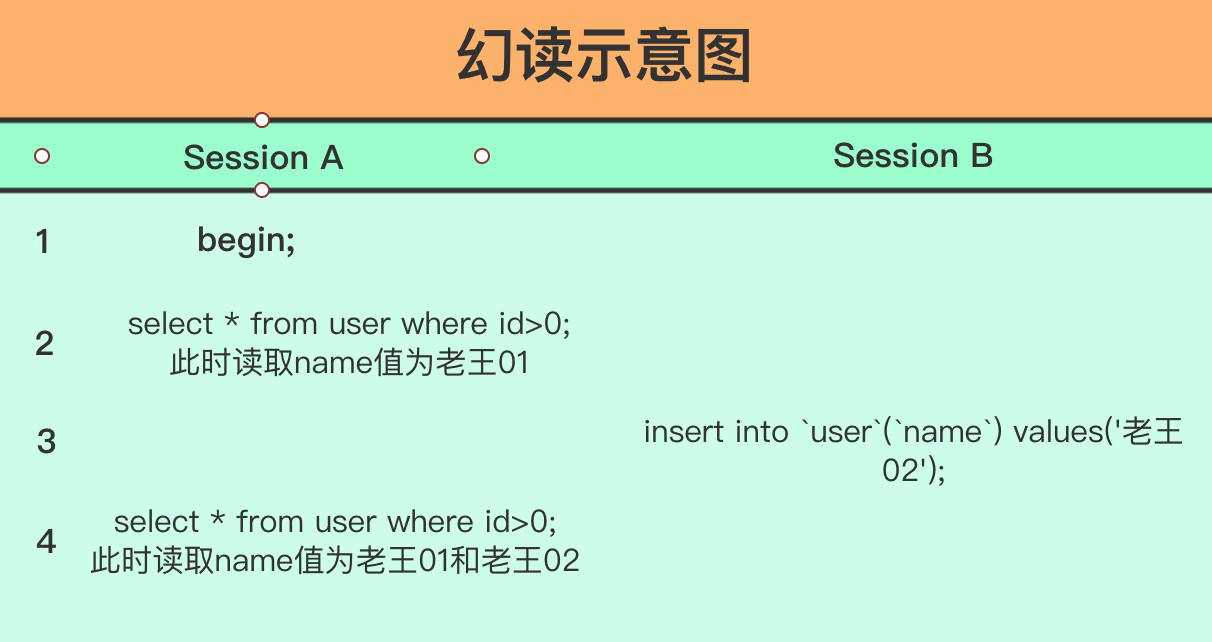 幻读示意图
Session A
Session B
1
begin;
2
select * from user where id>0;
此时读取name值为老王01
3
insert into `user`(`name`) values('老王
02');
4
select * from user where id>0;
此时读取name值为老王01和老王02